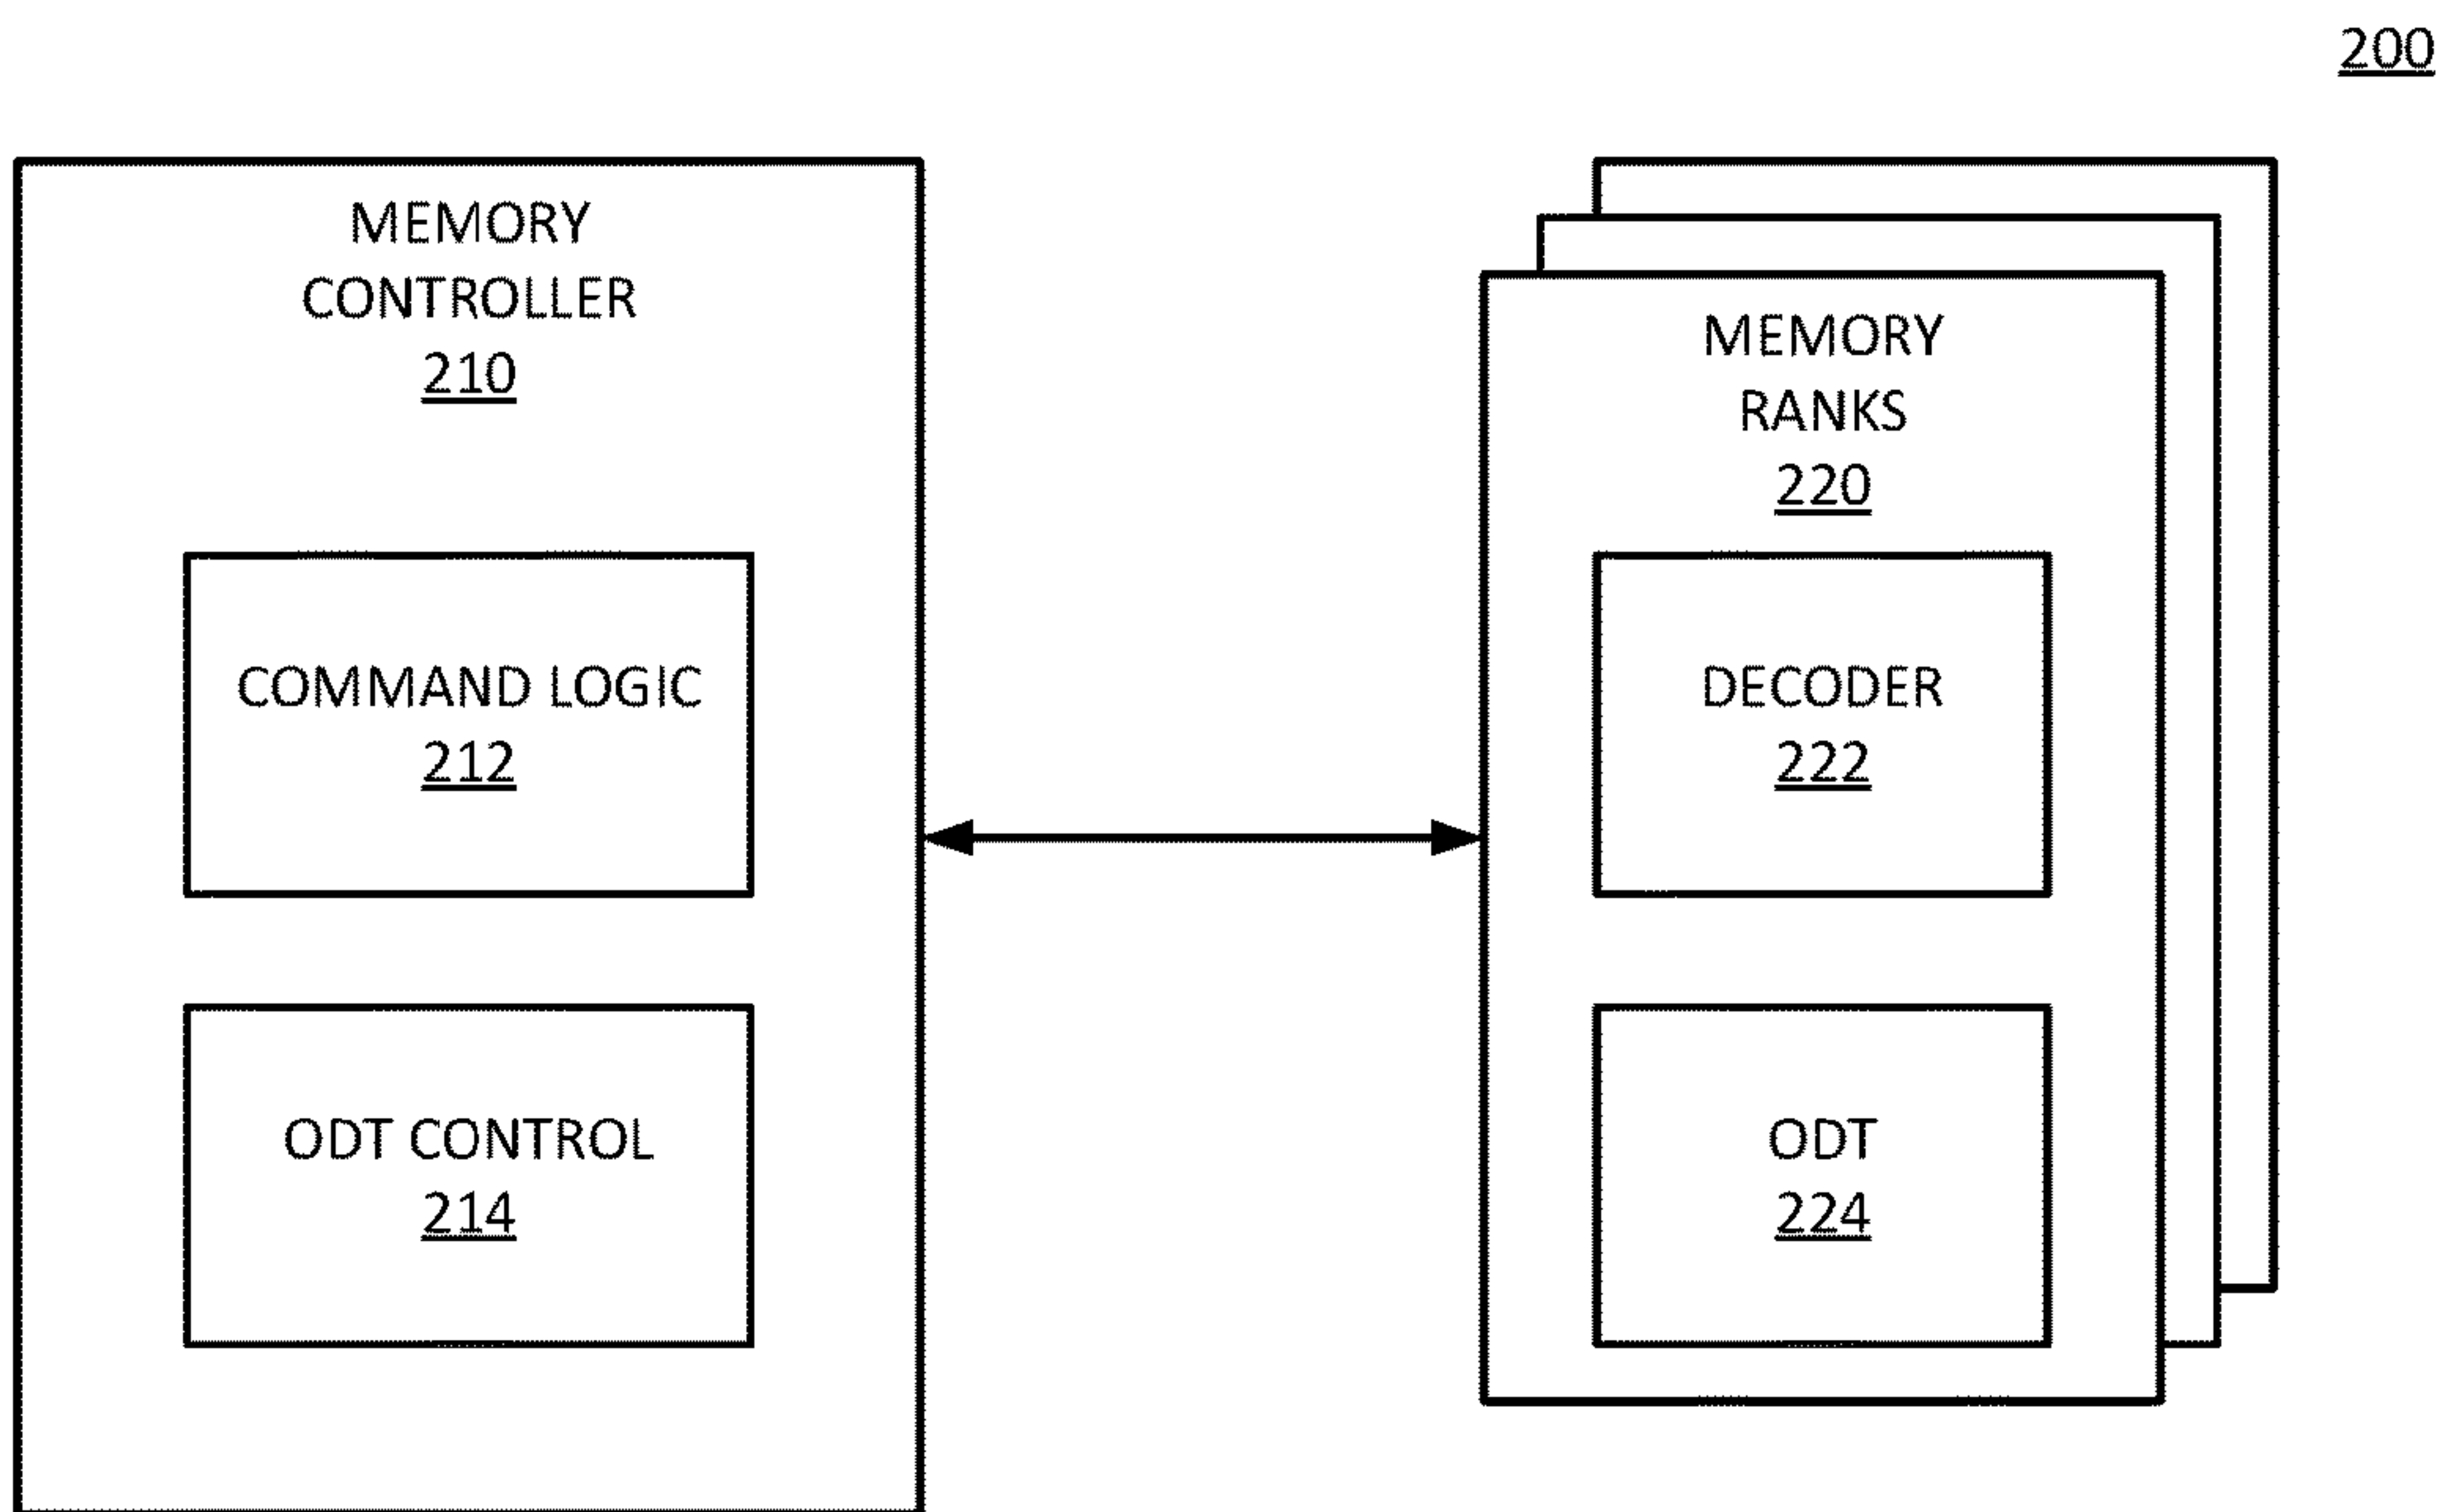 200
MEMORY
CONTROLLER
210
COMMAND LOGIC
212
ODT CONTROL
214
MEMORY
RANKS
220
DECODER
222
ODT
224